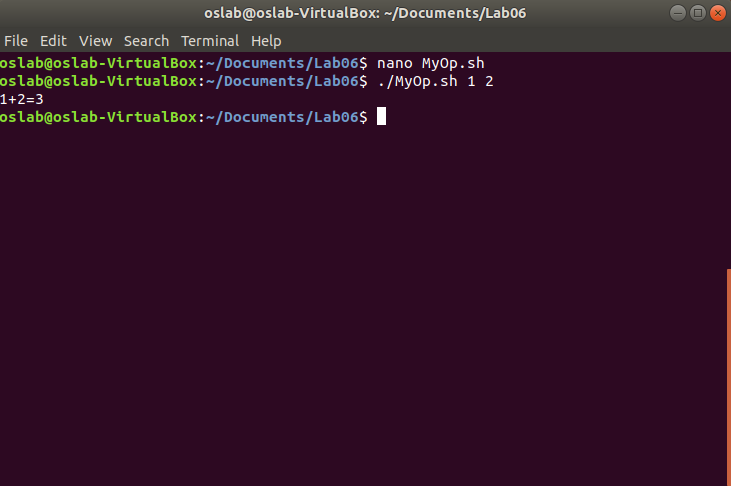 oslab@oslab-VirtualBox: ~/Documents/Lab06
File Edit View Search Terminal Help
oslab@oslab-VirtualBox:~/Documents/Lab06$ nano MyOp.sh
oslab@oslab-VirtualBox:~/Documents/Lab06$ ./MyOp.sh 1 2
1+2=3
oslab@oslab-VirtualBox:~/Documents/Lab06$